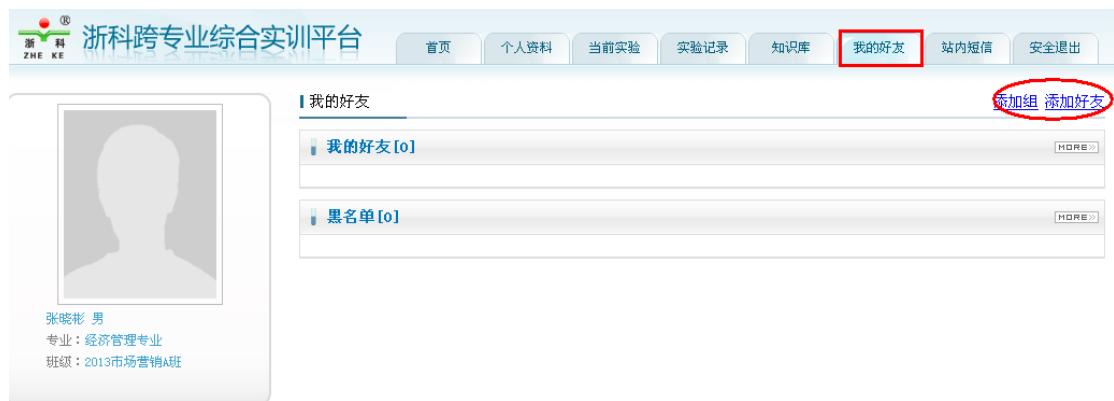 ®
浙 科
ZHE KE
浙科跨专业综合实训平台
首页 个人资料 当前实验 实验记录 知识库 我的好友 站内短信 安全退出
我的好友
添加组 添加好友
我的好友[0]
MORE»
黑名单[0]
MORE»
张晓彬 男
专业：经济管理专业
班级：2013市场营销A班